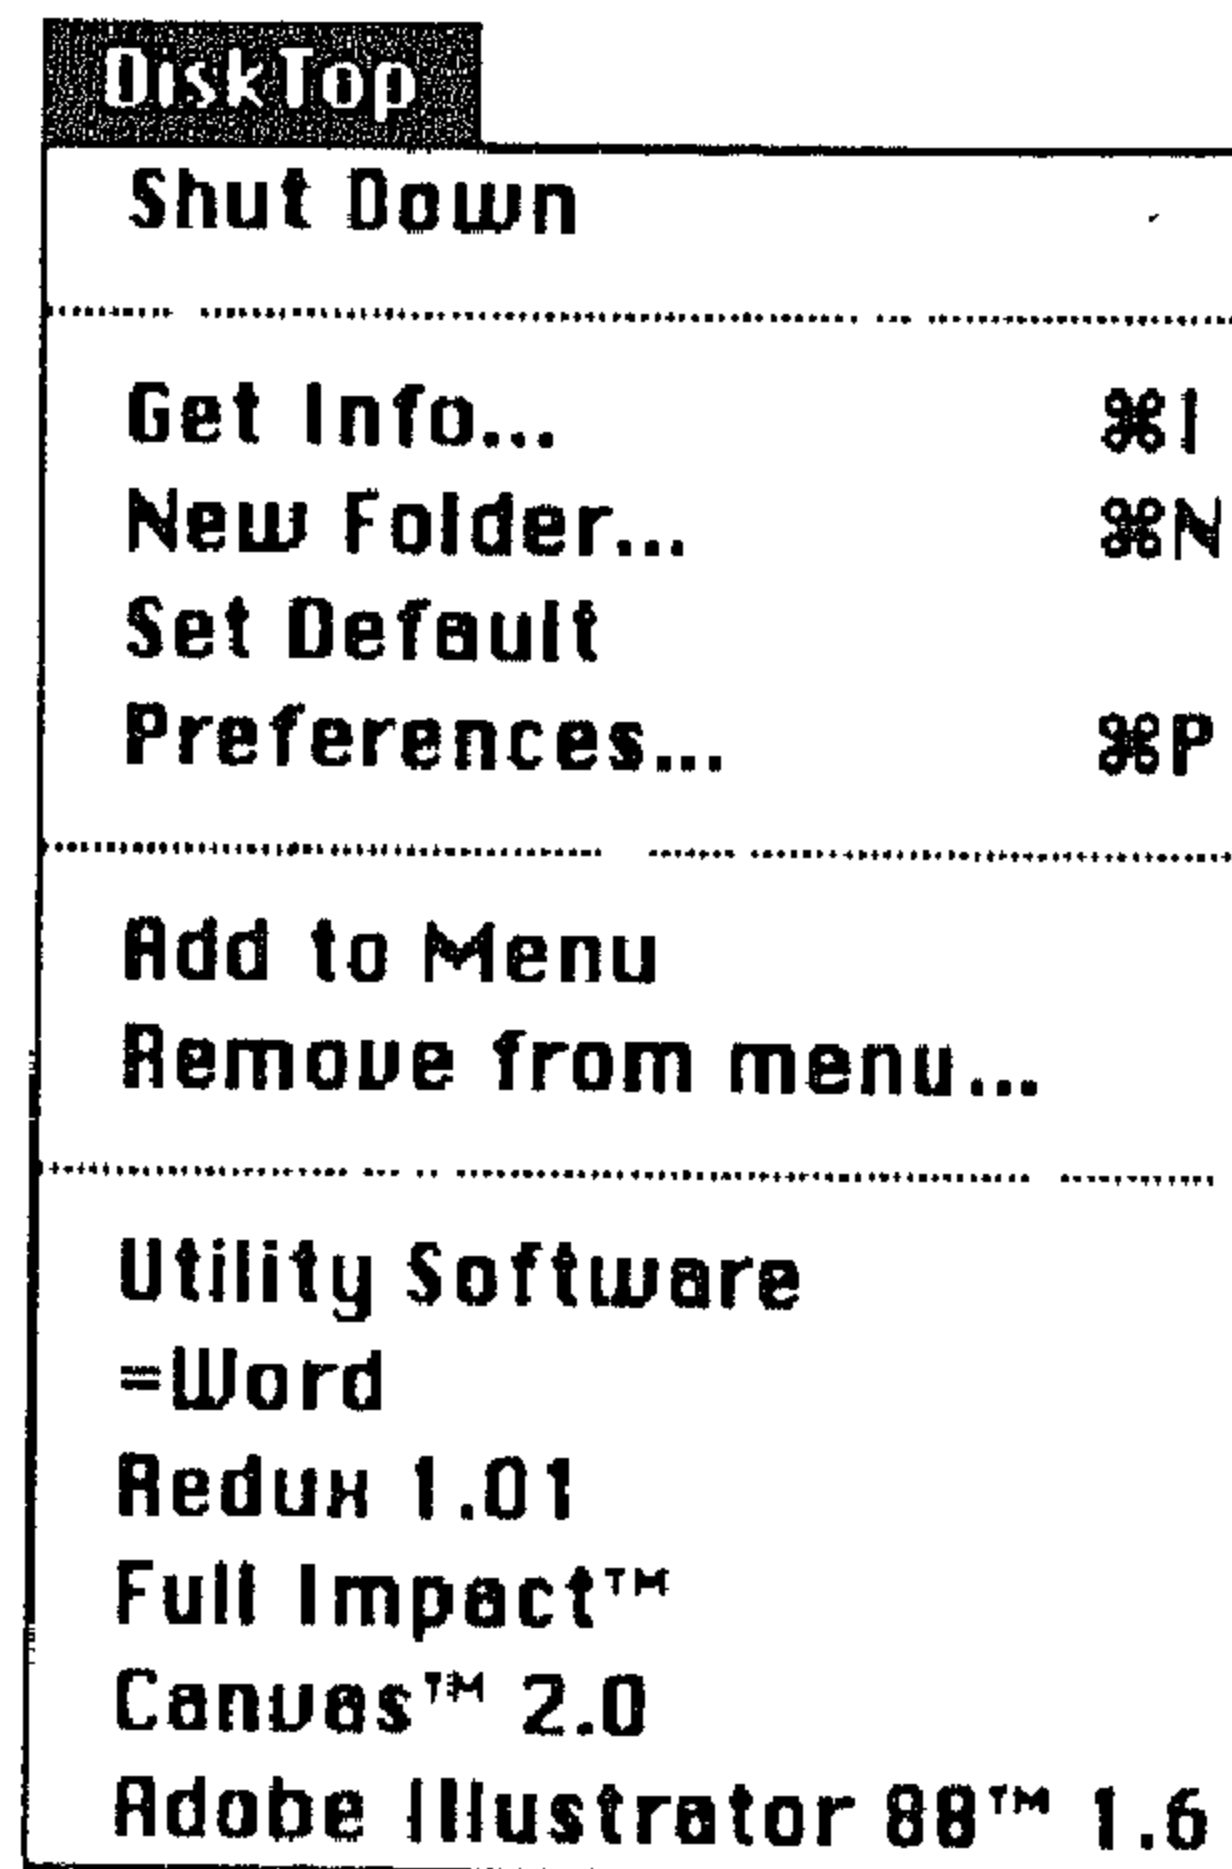 DiskTop
Shut Down
Get Info... ⌘I
New Folder... ⌘N
Set Default
Preferences... ⌘P
Add to Menu
Remove from menu...
Utility Software
=Word
Redux 1.01
Full Impact™
Canvas™ 2.0
Adobe Illustrator 88™ 1.6